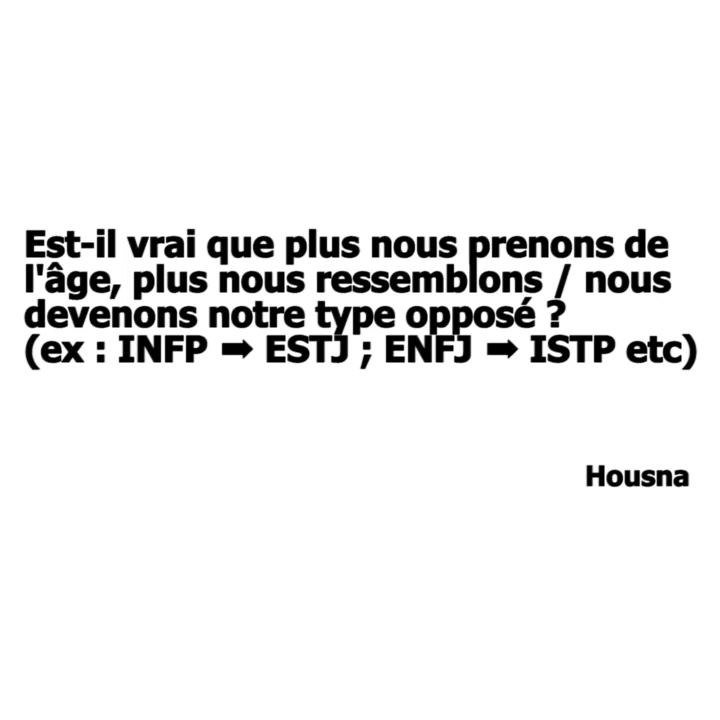 Est-il vrai que plus nous prenons de
l'âge, plus nous ressemblons / nous
devenons notre type opposé ?
(ex : INFP ➡ ESTJ ; ENFJ ➡ ISTP etc)
Housna